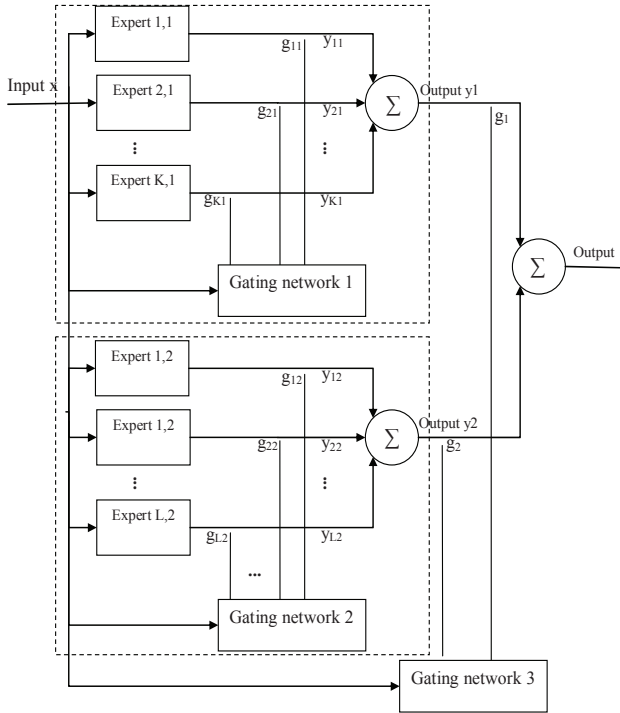 Expert 1,1
g11
y11
Input x
Expert 2,1
g21
y21
Σ
Output y1
g1
⋮
⋮
Expert K,1
gK1
yK1
Gating network 1
Σ
Output
Expert 1,2
g12
y12
Expert 1,2
g22
y22
Σ
Output y2
g2
⋮
⋮
Expert L,2
gL2
yL2
...
Gating network 2
Gating network 3